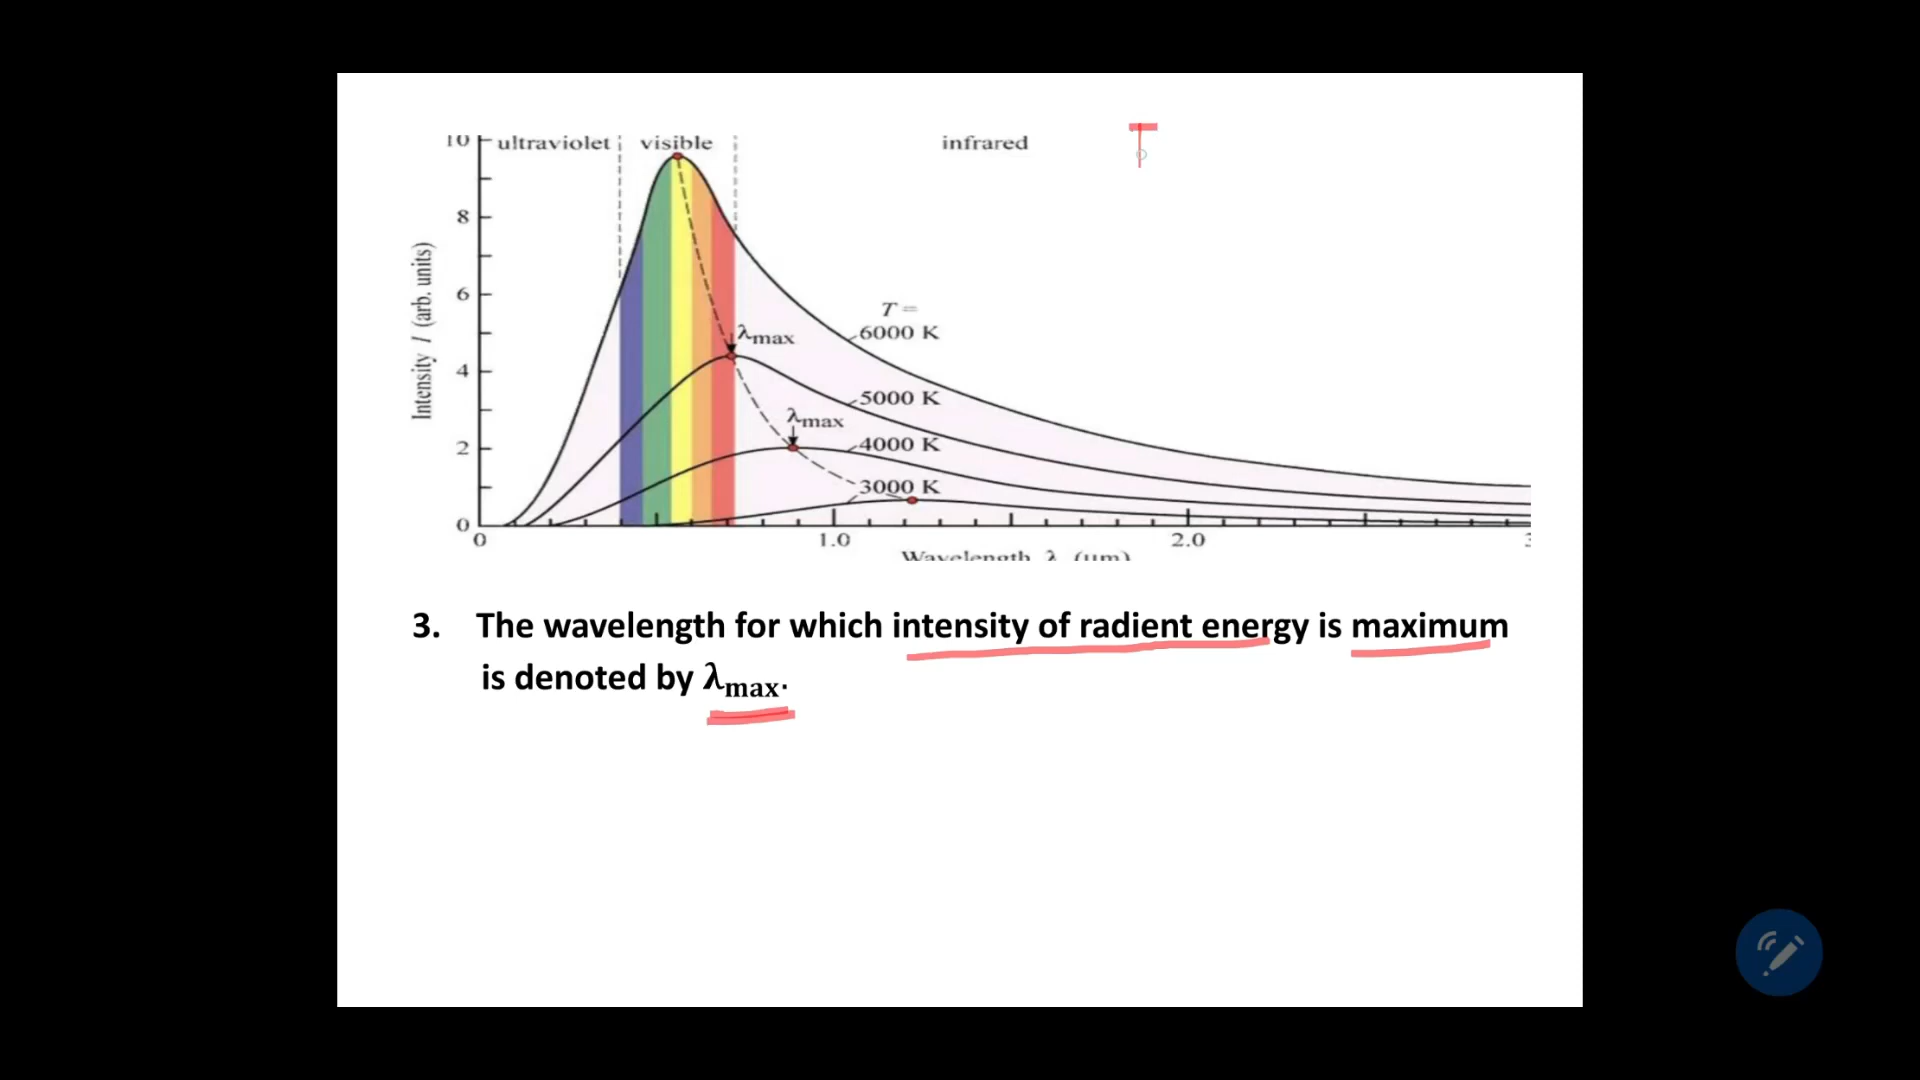 10 ultraviolet visible infrared T
8
Intensity I (arb. units)
6
T =
λmax 6000 K
4
5000 K
λmax
2 4000 K
3000 K
0
0 1.0 2.0
Wavelength λ (μm)
3. The wavelength for which intensity of radient energy is maximum
is denoted by λmax.